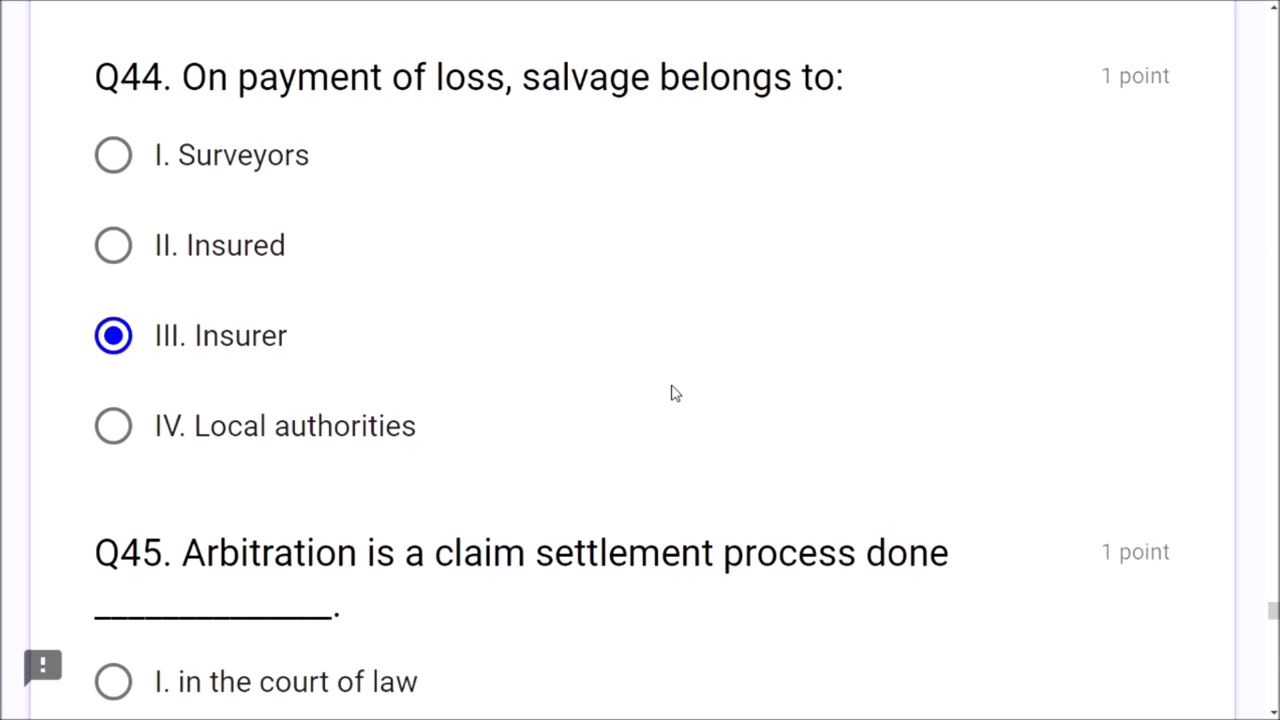 Q44. On payment of loss, salvage belongs to:
1 point
I. Surveyors
II. Insured
III. Insurer
IV. Local authorities
Q45. Arbitration is a claim settlement process done
1 point
______________.
I. in the court of law